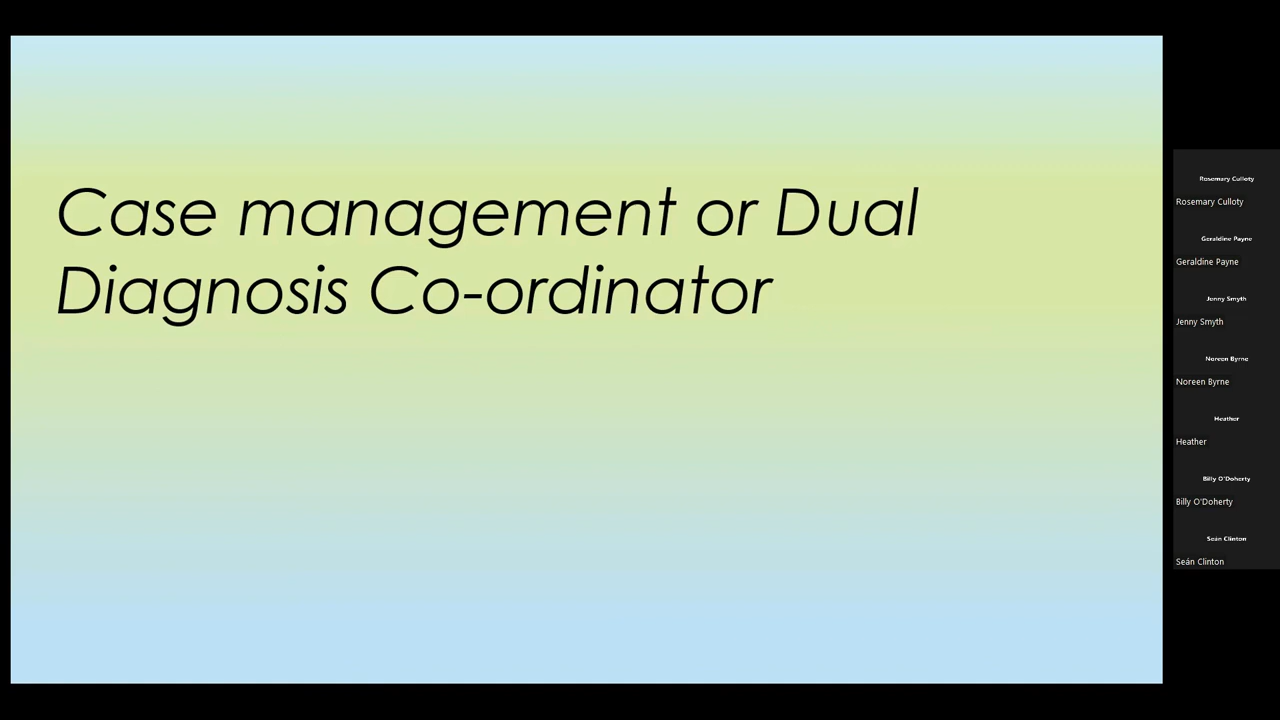 Case management or Dual
Diagnosis Co-ordinator
Rosemary Culloty
Rosemary Culloty
Geraldine Payne
Geraldine Payne
Jenny Smyth
Jenny Smyth
Noreen Byrne
Noreen Byrne
Heather
Heather
Billy O'Doherty
Billy O'Doherty
Seán Clinton
Seán Clinton